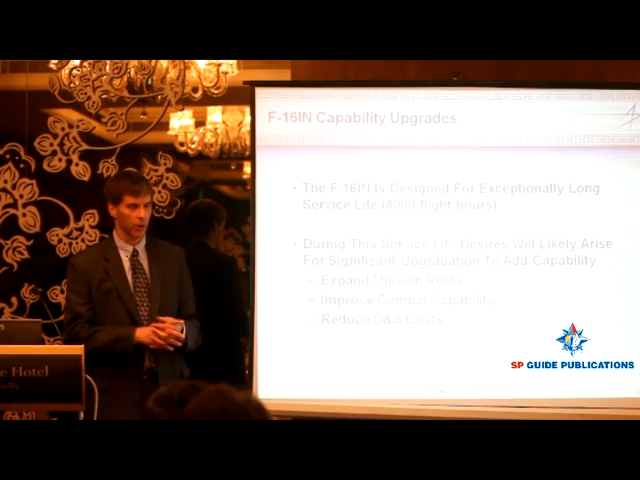 F-16IN Capability Upgrades
• The F-16IN Is Designed For Exceptionally Long
Service Life (8000 flight hours)
• During This Service Life Desires Will Likely Arise
For Significant Upgradation To Add Capability
– Expand Mission Roles
– Improve Combat Capability
– Reduce O&S Costs
SP GUIDE PUBLICATIONS
Hotel